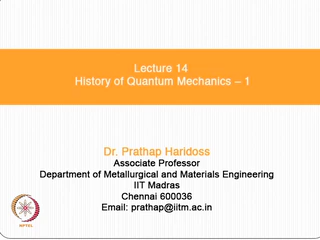 Lecture 14
History of Quantum Mechanics – 1
Dr. Prathap Haridoss
Associate Professor
Department of Metallurgical and Materials Engineering
IIT Madras
Chennai 600036
Email: prathap@iitm.ac.in
NPTEL